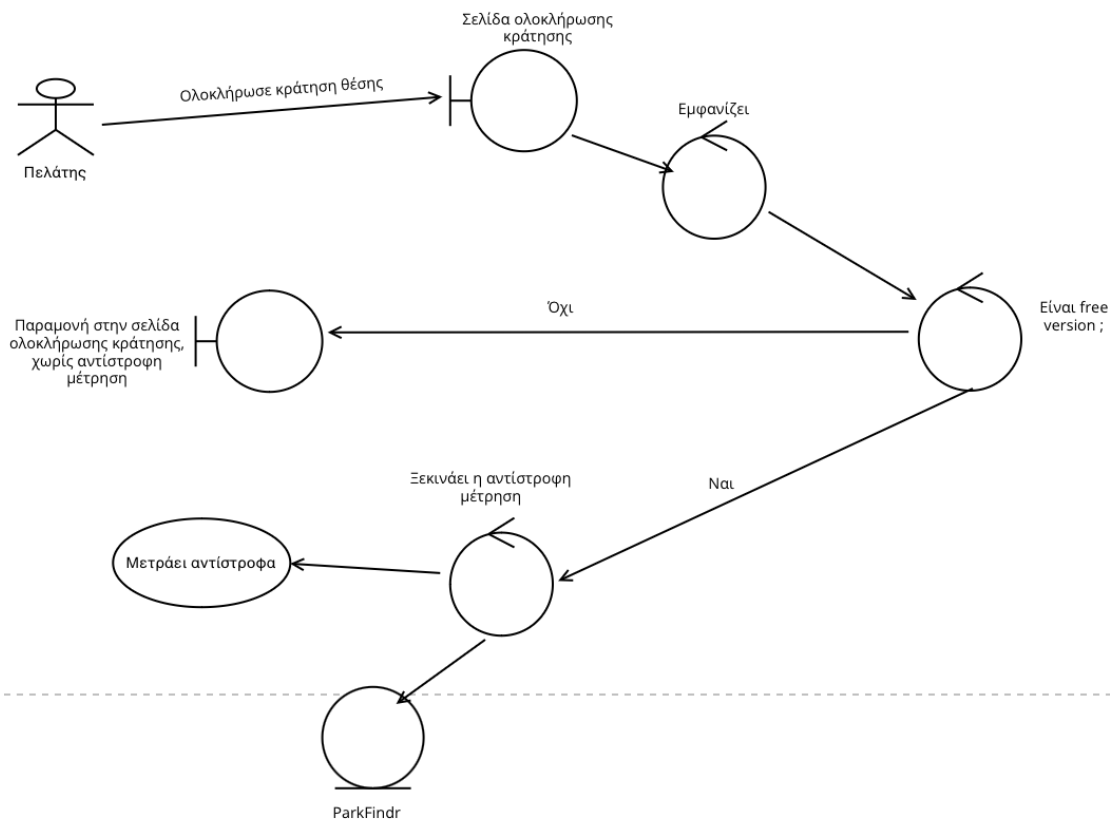 Σελίδα ολοκλήρωσης
κράτησης
Ολοκλήρωσε κράτηση θέσης
Εμφανίζει
Πελάτης
Όχι
Είναι free
version ;
Παραμονή στην σελίδα
ολοκλήρωσης κράτησης,
χωρίς αντίστροφη
μέτρηση
Ναι
Ξεκινάει η αντίστροφη
μέτρηση
Μετράει αντίστροφα
ParkFindr